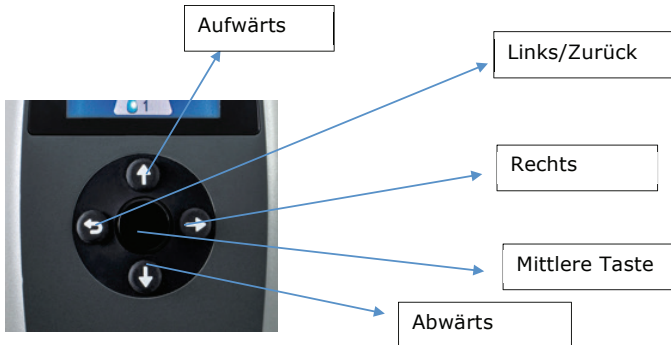 Aufwärts
Links/Zurück
1
Rechts
Mittlere Taste
Abwärts